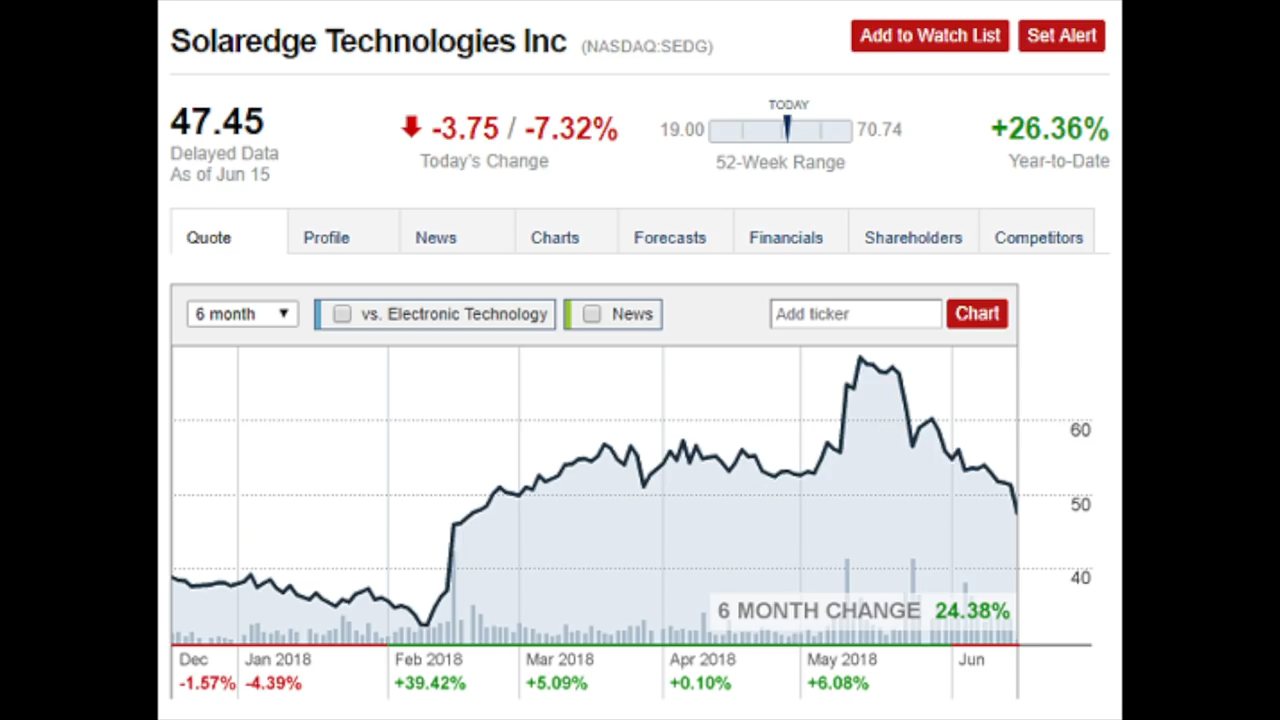 Solaredge Technologies Inc (NASDAQ:SEDG)
Add to Watch List
Set Alert
47.45
Delayed Data
As of Jun 15
-3.75 / -7.32%
Today's Change
TODAY
19.00
70.74
52-Week Range
+26.36%
Year-to-Date
Quote
Profile
News
Charts
Forecasts
Financials
Shareholders
Competitors
6 month
vs. Electronic Technology
News
Add ticker
Chart
60
50
40
6 MONTH CHANGE 24.38%
Dec
Jan 2018
Feb 2018
Mar 2018
Apr 2018
May 2018
Jun
-1.57%
-4.39%
+39.42%
+5.09%
+0.10%
+6.08%